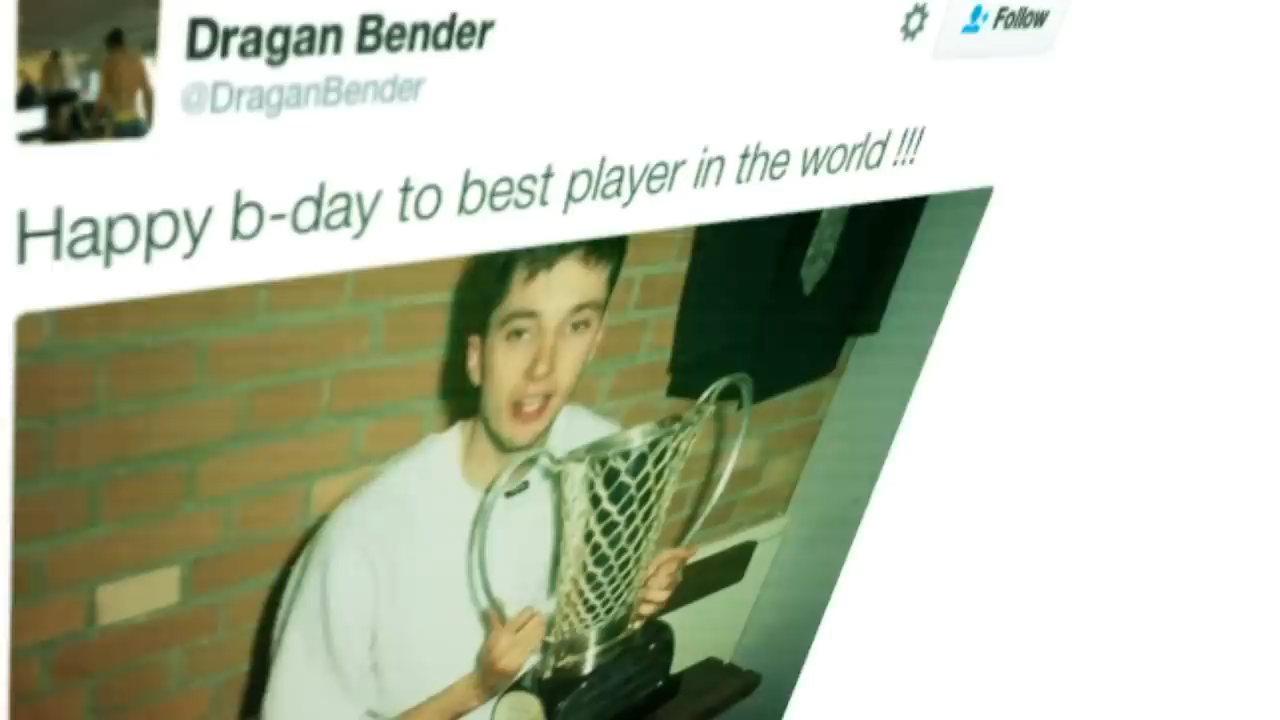 Dragan Bender
Follow
@DraganBender
Happy b-day to best player in the world !!!